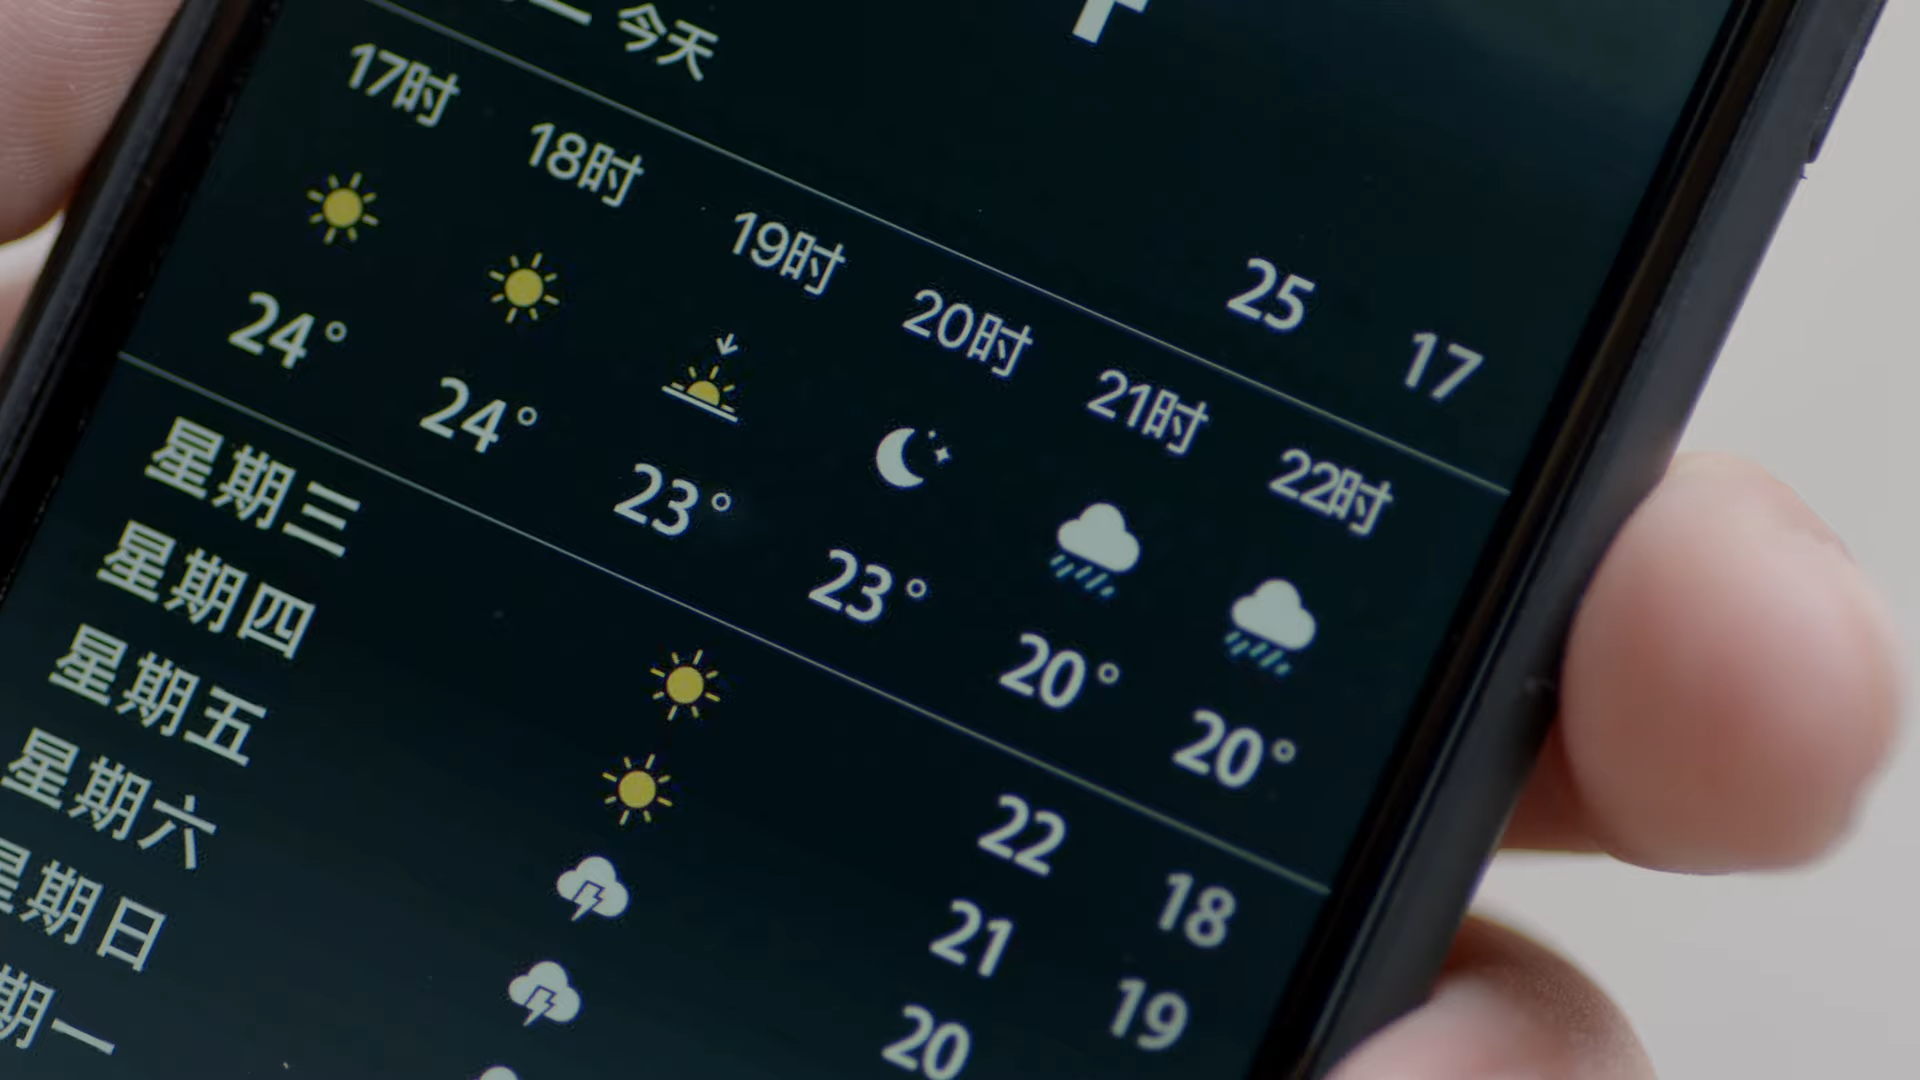 今天
25 17
17时 18时 19时 20时 21时 22时
24° 24° 23° 23° 20° 20°
星期三 22 18
星期四 21 19
星期五 20
星期六
星期日
期一